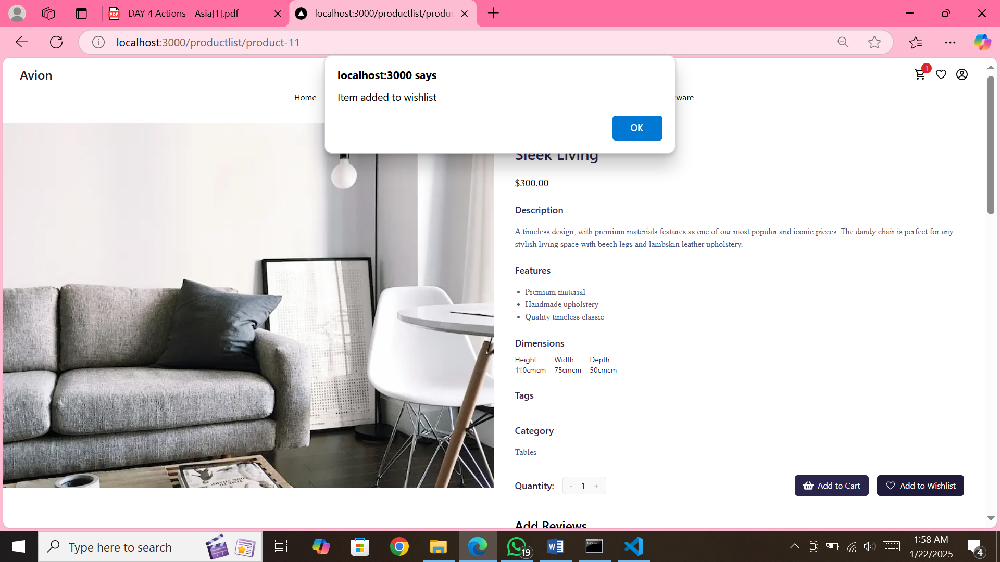 DAY 4 Actions - Asia[1].pdf
localhost:3000/productlist/produc
localhost:3000/productlist/product-11
Avion
1
localhost:3000 says
Item added to wishlist
OK
Home
ware
Sleek Living
$300.00
Description
A timeless design, with premium materials features as one of our most popular and iconic pieces. The dandy chair is perfect for any
stylish living space with beech legs and lambskin leather upholstery.
Features
• Premium material
• Handmade upholstery
• Quality timeless classic
Dimensions
Height Width Depth
110cmcm 75cmcm 50cmcm
Tags
Category
Tables
Quantity: - 1 +
Add to Cart
Add to Wishlist
Add Reviews
Type here to search
19
1:58 AM
1/22/2025
4